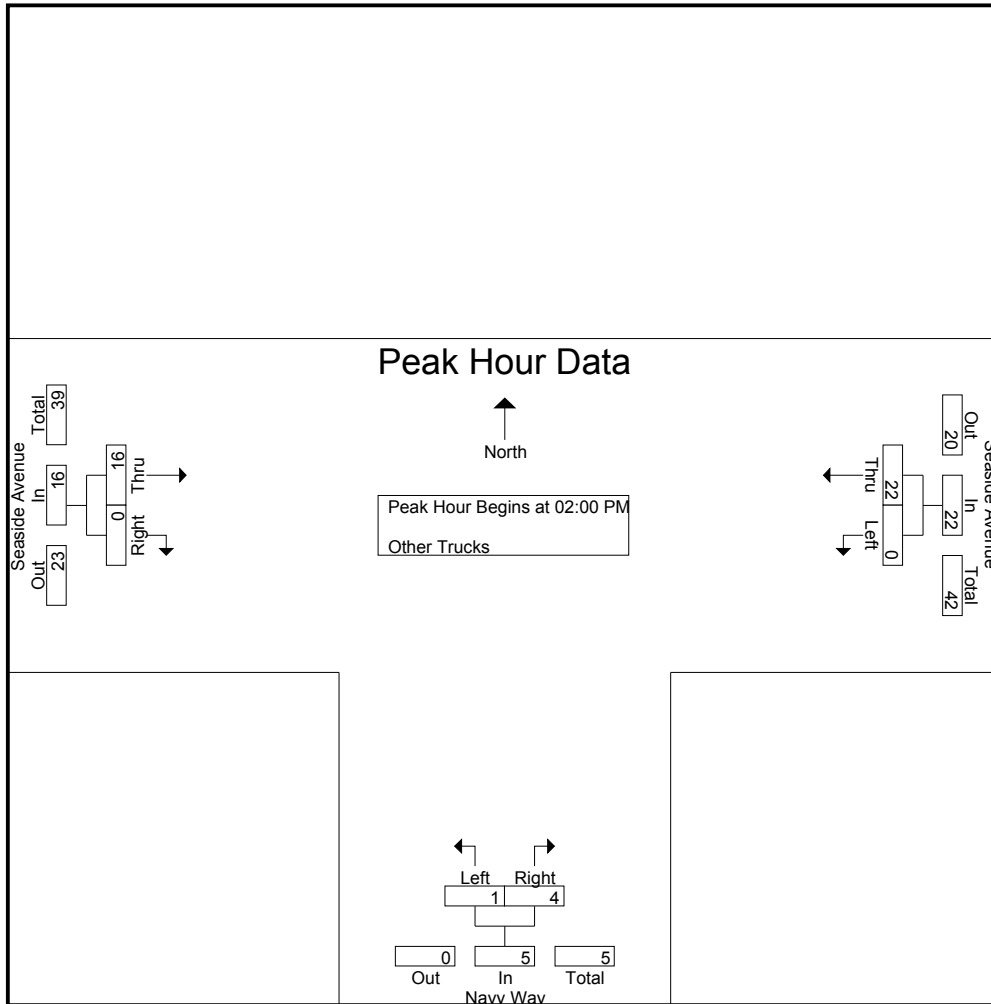 Peak Hour Data
North
Peak Hour Begins at 02:00 PM
Other Trucks
Seaside Avenue
Total
39
In
16
Out
23
Thru
16
Right
0
Seaside Avenue
Out
20
In
22
Total
42
Thru
22
Left
0
Left Right
1 4
0 5 5
Out In Total
Navy Way